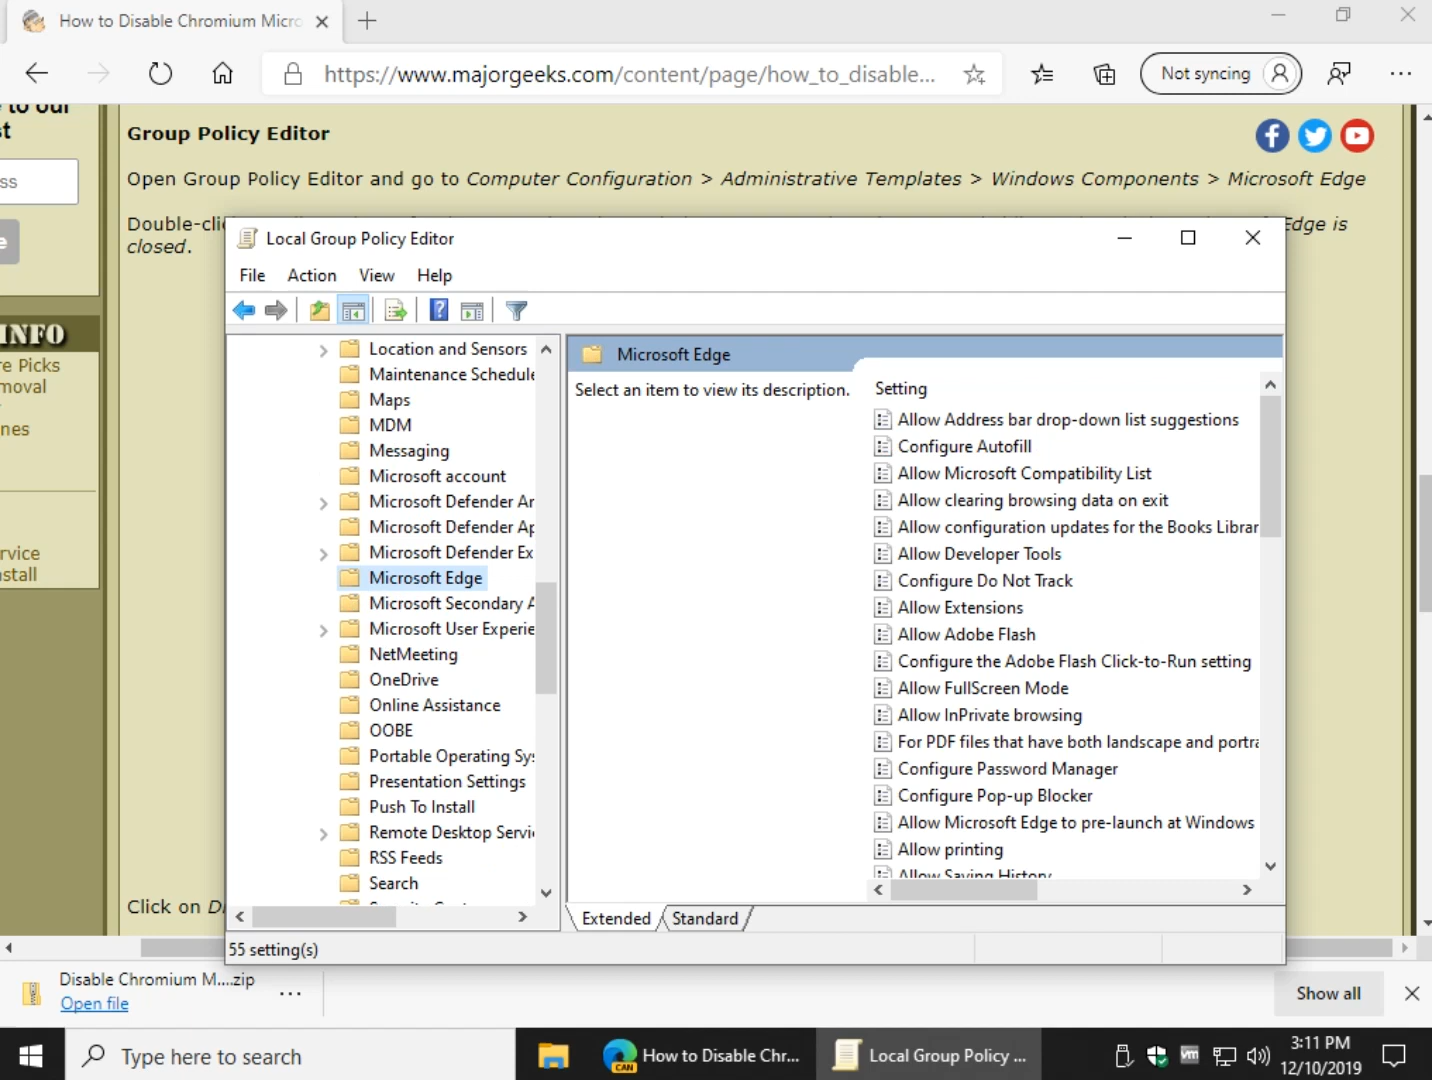 How to Disable Chromium Micro
https://www.majorgeeks.com/content/page/how_to_disable...
Not syncing
to our
st
ss
e
INFO
re Picks
moval
nes
rvice
stall
Group Policy Editor
Open Group Policy Editor and go to Computer Configuration > Administrative Templates > Windows Components > Microsoft Edge
Double-cli
Edge is
closed.
Local Group Policy Editor
File Action View Help
Location and Sensors
Maintenance Schedule
Maps
MDM
Messaging
Microsoft account
Microsoft Defender Ar
Microsoft Defender Ap
Microsoft Defender Ex
Microsoft Edge
Microsoft Secondary A
Microsoft User Experie
NetMeeting
OneDrive
Online Assistance
OOBE
Portable Operating Sy
Presentation Settings
Push To Install
Remote Desktop Servi
RSS Feeds
Search
Microsoft Edge
Select an item to view its description.
Setting
Allow Address bar drop-down list suggestions
Configure Autofill
Allow Microsoft Compatibility List
Allow clearing browsing data on exit
Allow configuration updates for the Books Librar
Allow Developer Tools
Configure Do Not Track
Allow Extensions
Allow Adobe Flash
Configure the Adobe Flash Click-to-Run setting
Allow FullScreen Mode
Allow InPrivate browsing
For PDF files that have both landscape and portra
Configure Password Manager
Configure Pop-up Blocker
Allow Microsoft Edge to pre-launch at Windows
Allow printing
Allow Saving History
Extended Standard
55 setting(s)
Click on D
Disable Chromium M....zip
Open file
Show all
Type here to search
CAN
How to Disable Chr...
Local Group Policy ...
vm
3:11 PM
12/10/2019